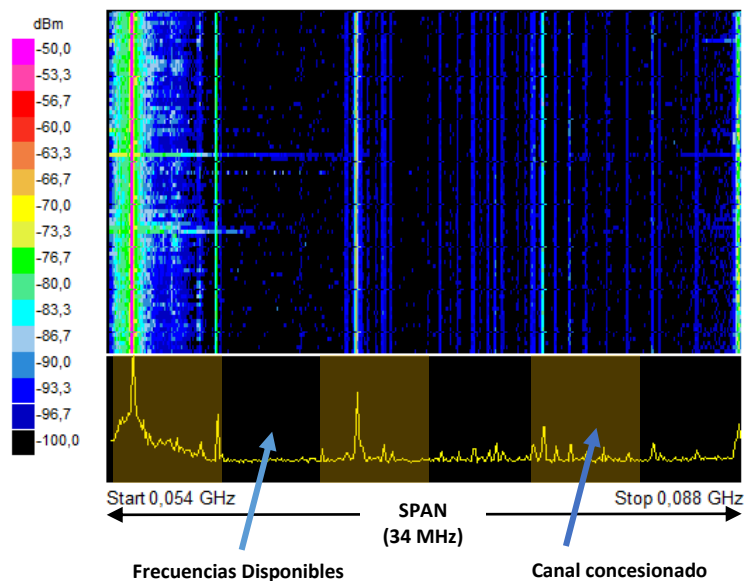 dBm
-50,0
-53,3
-56,7
-60,0
-63,3
-66,7
-70,0
-73,3
-76,7
-80,0
-83,3
-86,7
-90,0
-93,3
-96,7
-100,0
Start 0,054 GHz
Stop 0,088 GHz
SPAN
(34 MHz)
Frecuencias Disponibles
Canal concesionado